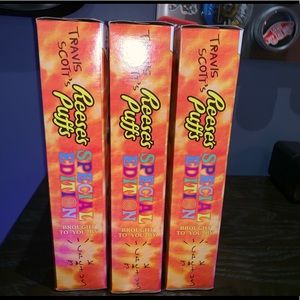 TRAVIS
SCOTT'S
Reese's
Puffs
SPECIAL
EDITION
BROUGHT
TO YOU BY
TRAVIS
SCOTT'S
Reese's
Puffs
SPECIAL
EDITION
BROUGHT
TO YOU BY
TRAVIS
SCOTT'S
Reese's
Puffs
SPECIAL
EDITION
BROUGHT
TO YOU BY